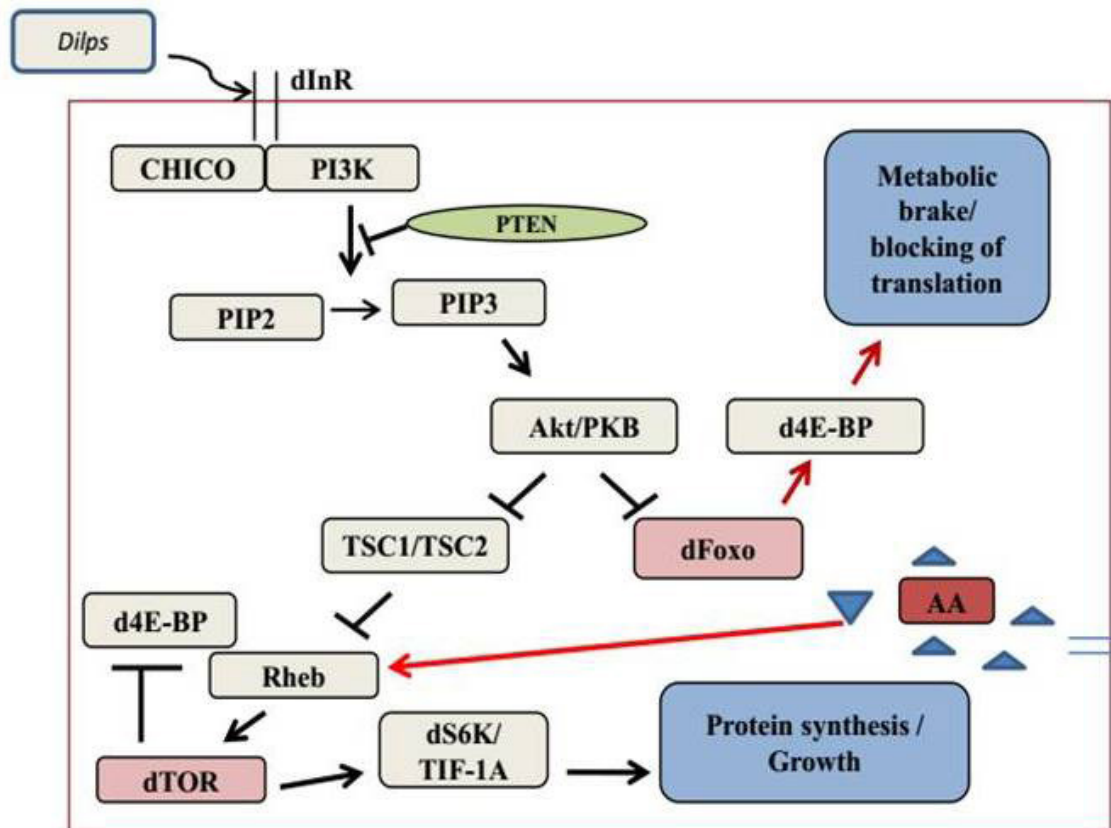 Dilps
dInR
CHICO
PI3K
PTEN
PIP2
PIP3
Metabolic
brake/
blocking of
translation
Akt/PKB
d4E-BP
TSC1/TSC2
dFoxo
AA
d4E-BP
Rheb
dTOR
dS6K/
TIF-1A
Protein synthesis /
Growth